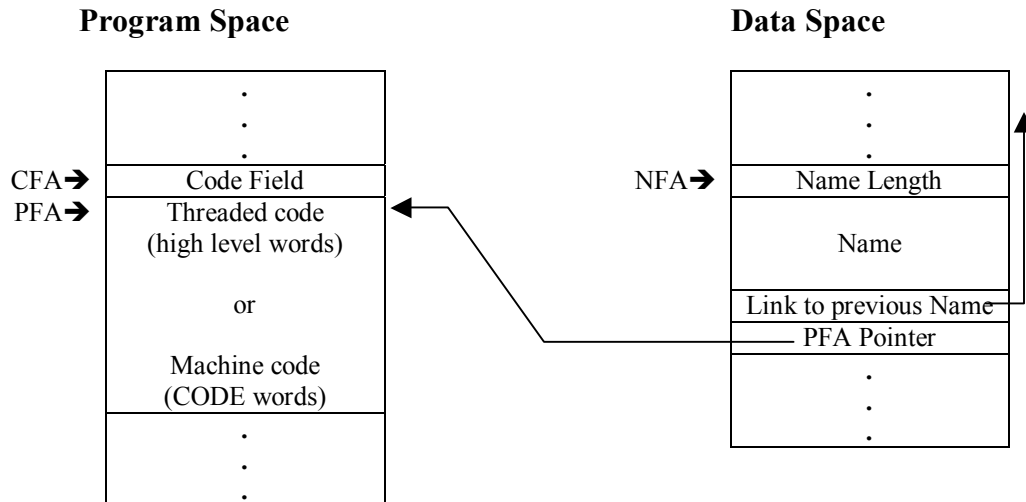 Program Space
Data Space
.
.
.
CFA➔
Code Field
PFA➔
Threaded code
(high level words)
or
Machine code
(CODE words)
.
.
.
.
.
.
NFA➔
Name Length
Name
Link to previous Name
PFA Pointer
.
.
.